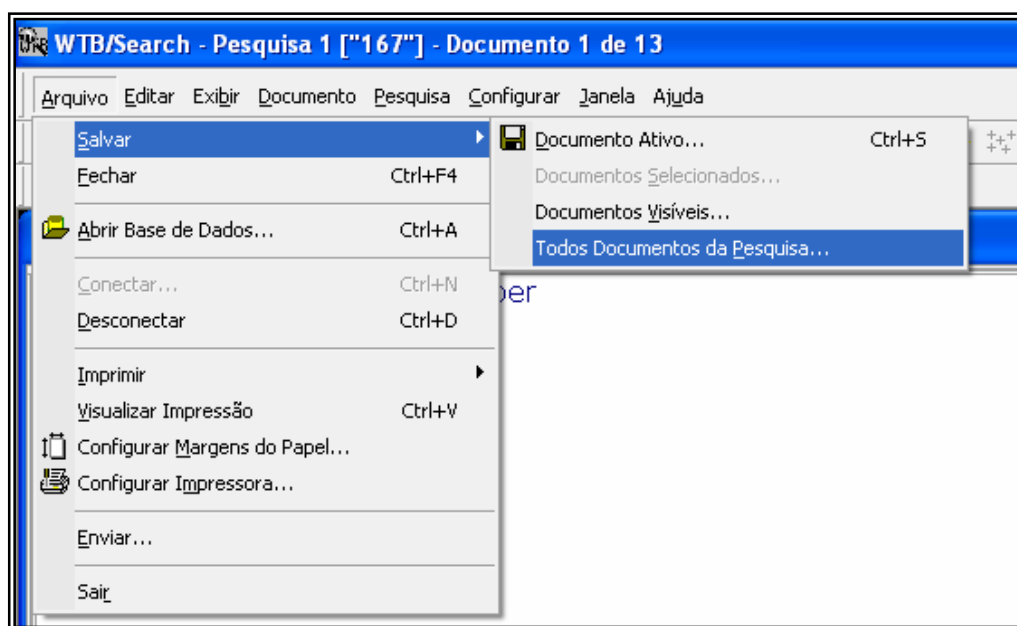 WTB/Search - Pesquisa 1 ["167"] - Documento 1 de 13
Arquivo Editar Exibir Documento Pesquisa Configurar Janela Ajuda
Salvar
Fechar Ctrl+F4
Abrir Base de Dados... Ctrl+A
Conectar... Ctrl+N
Desconectar Ctrl+D
Imprimir
Visualizar Impressão Ctrl+V
Configurar Margens do Papel...
Configurar Impressora...
Enviar...
Sair
Documento Ativo... Ctrl+S
Documentos Selecionados...
Documentos Visíveis...
Todos Documentos da Pesquisa...